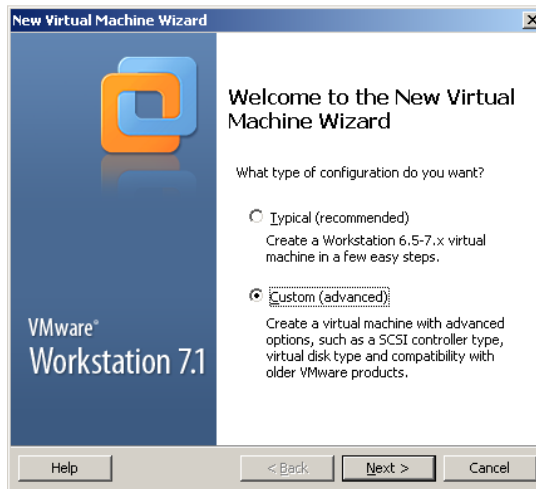 New Virtual Machine Wizard
Welcome to the New Virtual
Machine Wizard
What type of configuration do you want?
Typical (recommended)
Create a Workstation 6.5-7.x virtual
machine in a few easy steps.
Custom (advanced)
Create a virtual machine with advanced
options, such as a SCSI controller type,
virtual disk type and compatibility with
older VMware products.
VMware®
Workstation 7.1
Help
< Back
Next >
Cancel